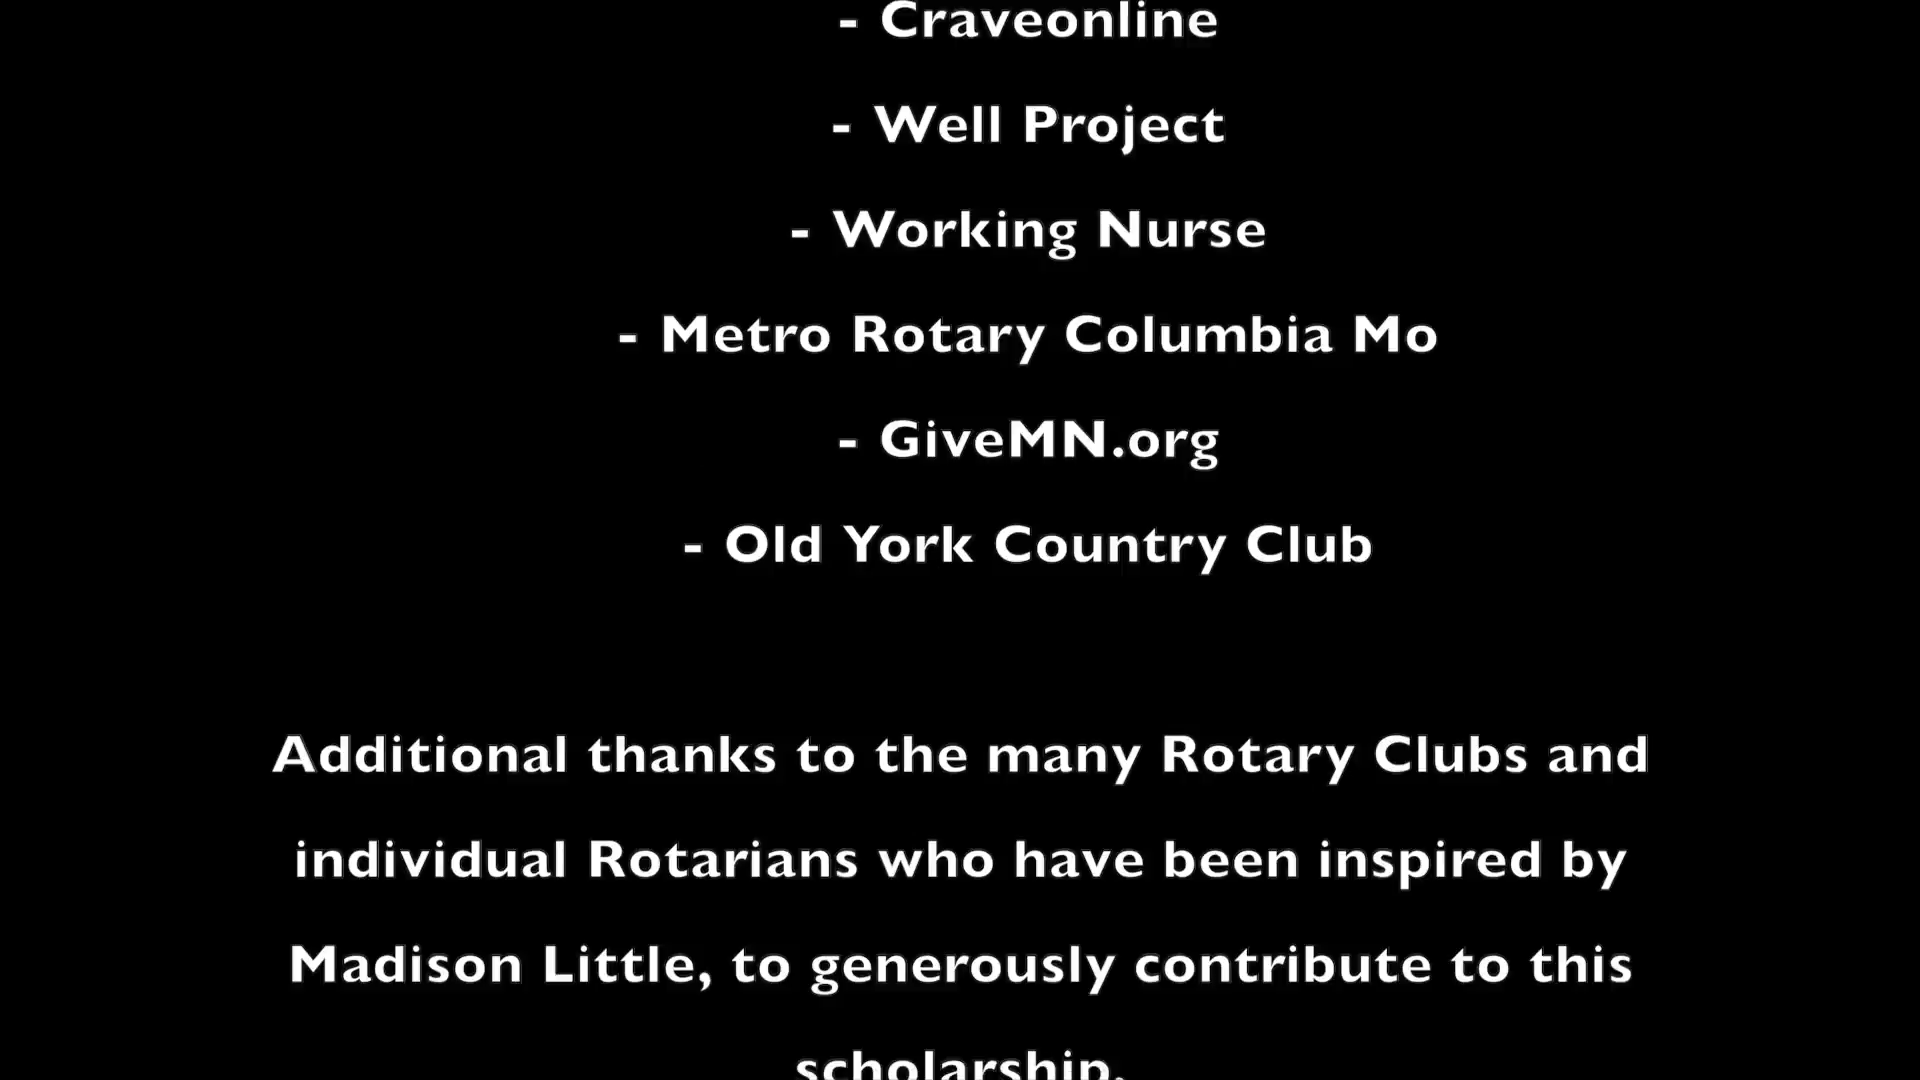 - Craveonline
- Well Project
- Working Nurse
- Metro Rotary Columbia Mo
- GiveMN.org
- Old York Country Club
Additional thanks to the many Rotary Clubs and
individual Rotarians who have been inspired by
Madison Little, to generously contribute to this
scholarship.